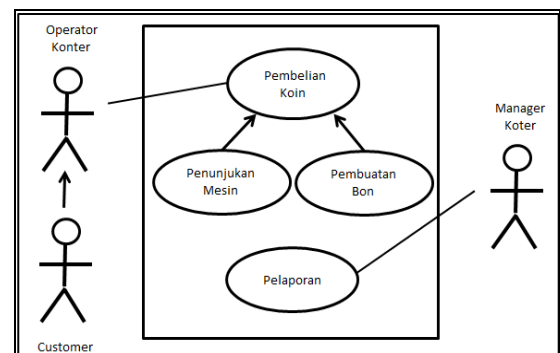 Operator
Konter
Pembelian
Koin
Manager
Koter
Penunjukan
Mesin
Pembuatan
Bon
Pelaporan
Customer